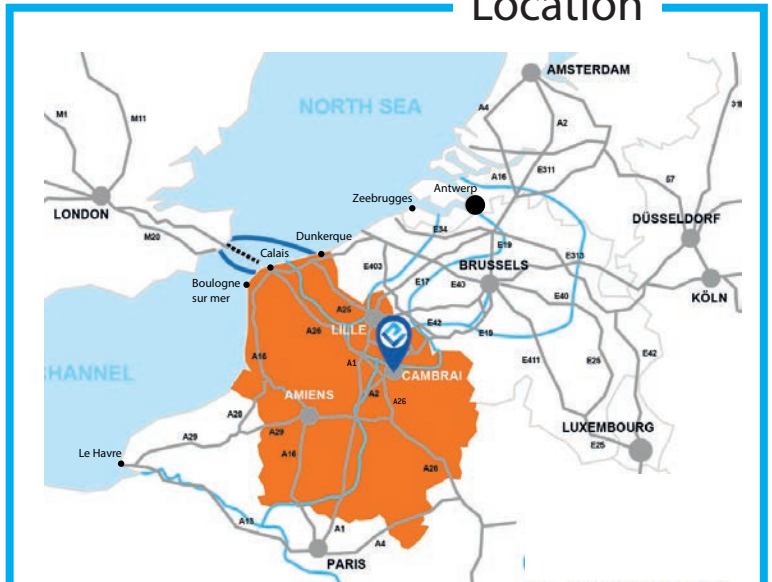 Location
AMSTERDAM
NORTH SEA
A4
A2
M1
M11
A16
E311
57
Antwerp
Zeebrugges
LONDON
DÜSSELDORF
E34
M20
Dunkerque
E19
E313
Calais
E403
BRUSSELS
Boulogne
sur mer
E17
E40
KÖLN
E40
A25
LILLE
A26
E42
E19
A16
A1
E411
E25
E42
CHANNEL
CAMBRAI
A2
A26
AMIENS
A28
A29
A29
LUXEMBOURG
E25
Le Havre
A16
A26
A13
A1
A4
PARIS